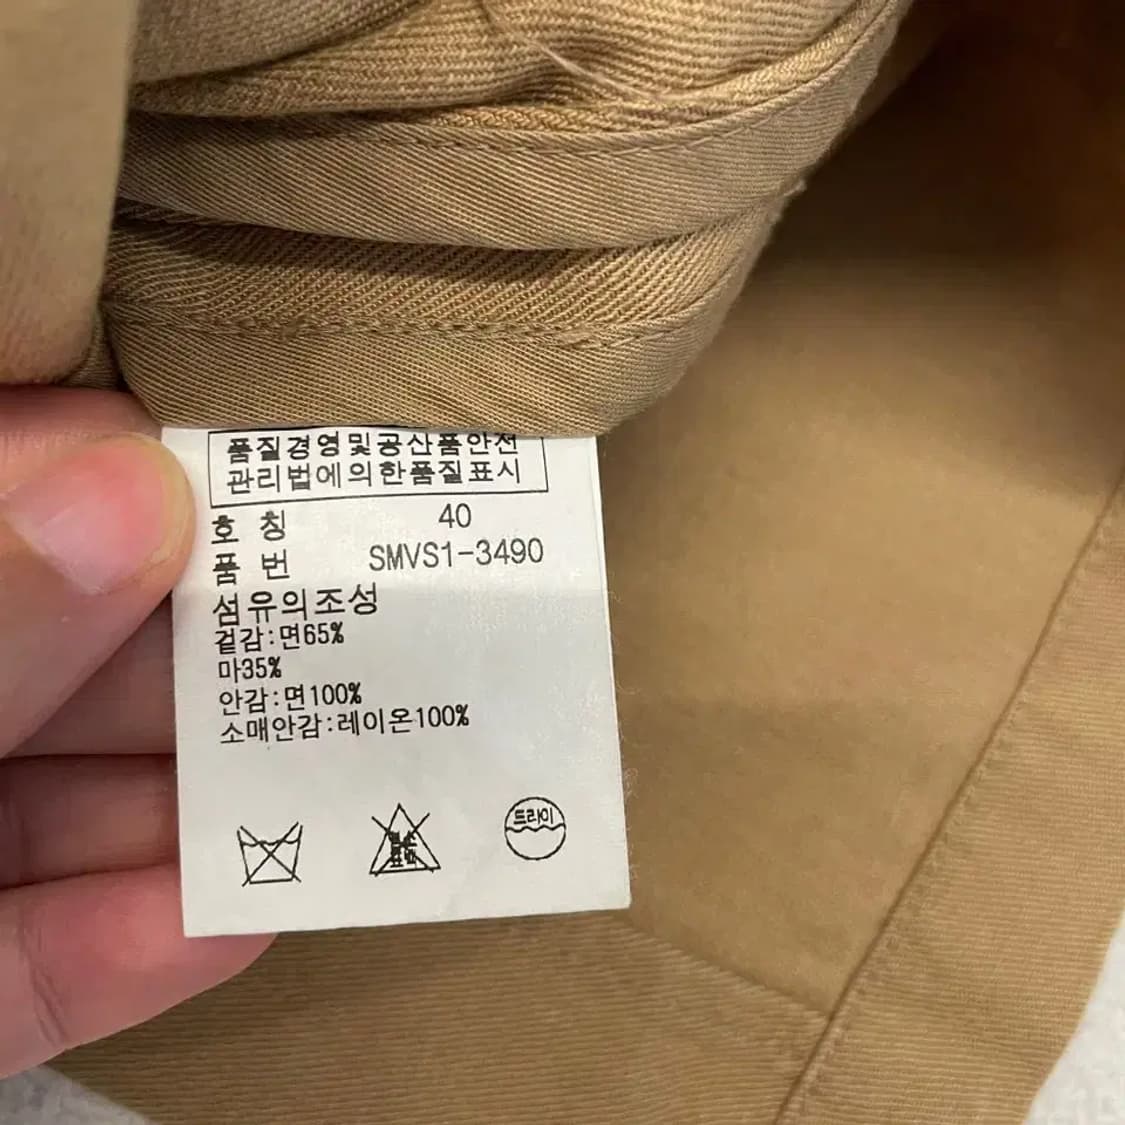 품질경영및공산품안전
관리법에의한품질표시
호 칭 40
품 번 SMVS1-3490
섬유의조성
겉감:면65%
마35%
안감:면100%
소매안감:레이온100%
드라이